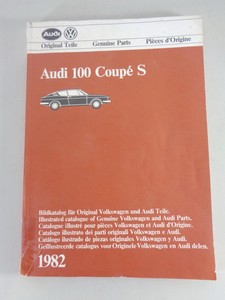 Audi
Original Teile Genuine Parts Pièces d'Origine
Audi 100 Coupé S
Bildkatalog für Original Volkswagen und Audi Teile.
Illustrated catalogue of Genuine Volkswagen and Audi Parts.
Catalogue illustré pour pièces Volkswagen et Audi d'Origine.
Catalogo illustrato dei parti originali Volkswagen e Audi.
Catálogo ilustrado de piezas originales Volkswagen y Audi.
Geïllustreerde catalogus voor Originele Volkswagen en Audi delen.
1982